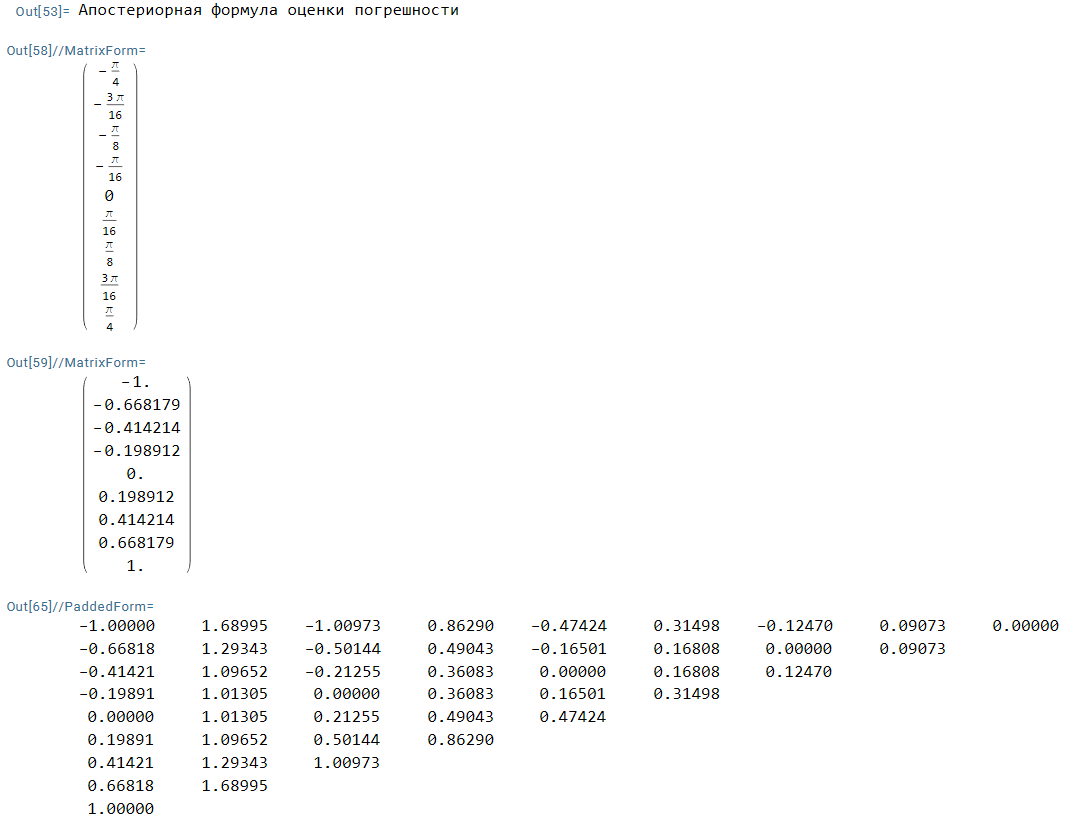 Out[53]= Апостериорная формула оценки погрешности
Out[58]//MatrixForm=
- π/4
- 3 π/16
- π/8
- π/16
0
π/16
π/8
3 π/16
π/4
Out[59]//MatrixForm=
-1.
-0.668179
-0.414214
-0.198912
0.
0.198912
0.414214
0.668179
1.
Out[65]//PaddedForm=
-1.00000 1.68995 -1.00973 0.86290 -0.47424 0.31498 -0.12470 0.09073 0.00000
-0.66818 1.29343 -0.50144 0.49043 -0.16501 0.16808 0.00000 0.09073
-0.41421 1.09652 -0.21255 0.36083 0.00000 0.16808 0.12470
-0.19891 1.01305 0.00000 0.36083 0.16501 0.31498
0.00000 1.01305 0.21255 0.49043 0.47424
0.19891 1.09652 0.50144 0.86290
0.41421 1.29343 1.00973
0.66818 1.68995
1.00000